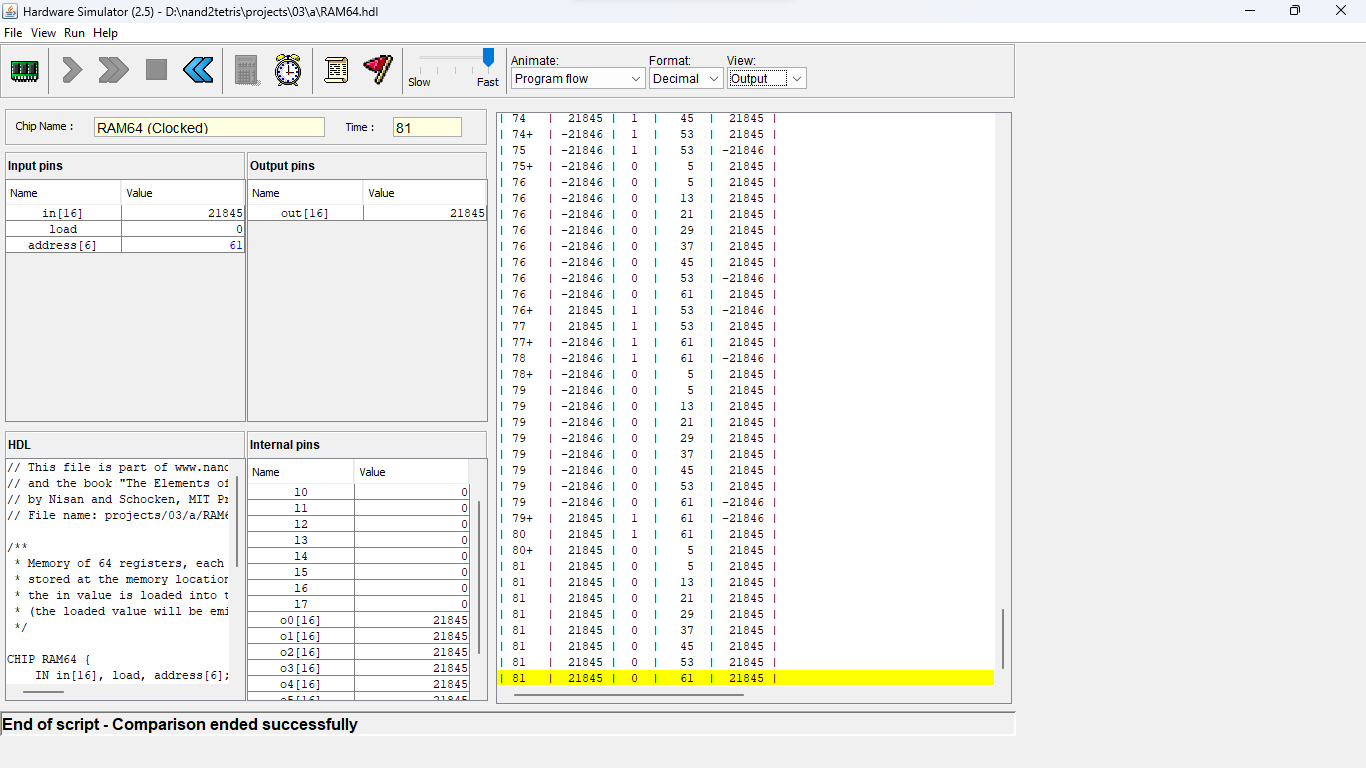 Hardware Simulator (2.5) - D:\nand2tetris\projects\03\a\RAM64.hdl
File View Run Help
Slow Fast
Animate: Format: View:
Program flow Decimal Output
Chip Name : RAM64 (Clocked) Time : 81
Input pins
Name Value
in[16] 21845
load 0
address[6] 61
Output pins
Name Value
out[16] 21845
HDL
// This file is part of www.nand
// and the book "The Elements of
// by Nisan and Schocken, MIT Pr
// File name: projects/03/a/RAM6
/**
* Memory of 64 registers, each
* stored at the memory location
* the in value is loaded into t
* (the loaded value will be emi
*/
CHIP RAM64 {
IN in[16], load, address[6];
Internal pins
Name Value
l0 0
l1 0
l2 0
l3 0
l4 0
l5 0
l6 0
l7 0
o0[16] 21845
o1[16] 21845
o2[16] 21845
o3[16] 21845
o4[16] 21845
o5[16] 21845
| 74 | 21845 | 1 | 45 | 21845 |
| 74+ | -21846 | 1 | 53 | 21845 |
| 75 | -21846 | 1 | 53 | -21846 |
| 75+ | -21846 | 0 | 5 | 21845 |
| 76 | -21846 | 0 | 5 | 21845 |
| 76 | -21846 | 0 | 13 | 21845 |
| 76 | -21846 | 0 | 21 | 21845 |
| 76 | -21846 | 0 | 29 | 21845 |
| 76 | -21846 | 0 | 37 | 21845 |
| 76 | -21846 | 0 | 45 | 21845 |
| 76 | -21846 | 0 | 53 | -21846 |
| 76 | -21846 | 0 | 61 | 21845 |
| 76+ | 21845 | 1 | 53 | -21846 |
| 77 | 21845 | 1 | 53 | 21845 |
| 77+ | -21846 | 1 | 61 | 21845 |
| 78 | -21846 | 1 | 61 | -21846 |
| 78+ | -21846 | 0 | 5 | 21845 |
| 79 | -21846 | 0 | 5 | 21845 |
| 79 | -21846 | 0 | 13 | 21845 |
| 79 | -21846 | 0 | 21 | 21845 |
| 79 | -21846 | 0 | 29 | 21845 |
| 79 | -21846 | 0 | 37 | 21845 |
| 79 | -21846 | 0 | 45 | 21845 |
| 79 | -21846 | 0 | 53 | 21845 |
| 79 | -21846 | 0 | 61 | -21846 |
| 79+ | 21845 | 1 | 61 | -21846 |
| 80 | 21845 | 1 | 61 | 21845 |
| 80+ | 21845 | 0 | 5 | 21845 |
| 81 | 21845 | 0 | 5 | 21845 |
| 81 | 21845 | 0 | 13 | 21845 |
| 81 | 21845 | 0 | 21 | 21845 |
| 81 | 21845 | 0 | 29 | 21845 |
| 81 | 21845 | 0 | 37 | 21845 |
| 81 | 21845 | 0 | 45 | 21845 |
| 81 | 21845 | 0 | 53 | 21845 |
| 81 | 21845 | 0 | 61 | 21845 |
End of script - Comparison ended successfully